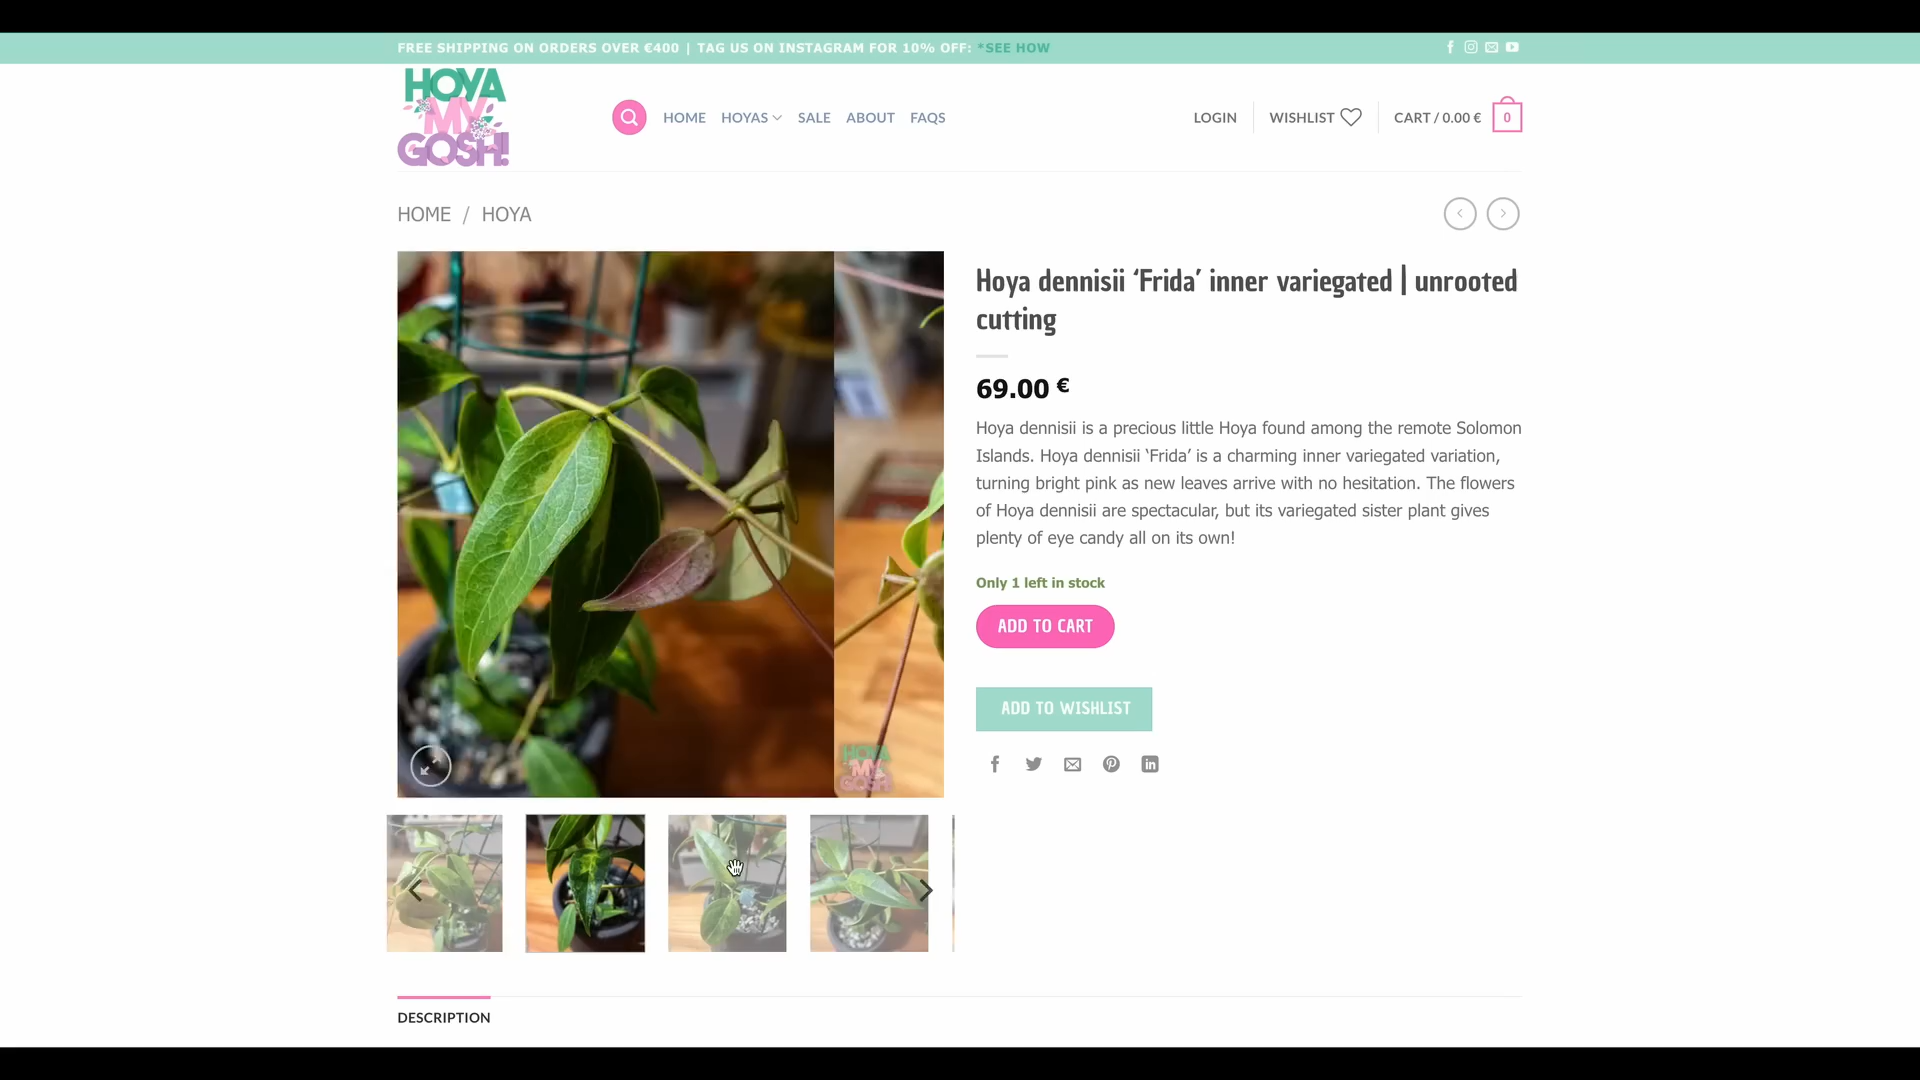 FREE SHIPPING ON ORDERS OVER €400 | TAG US ON INSTAGRAM FOR 10% OFF: *SEE HOW
HOYA
MY
GOSH!
HOME
HOYAS
SALE
ABOUT
FAQS
LOGIN
WISHLIST
CART / 0.00 €
0
HOME / HOYA
Hoya dennisii ‘Frida’ inner variegated | unrooted
cutting
69.00 €
Hoya dennisii is a precious little Hoya found among the remote Solomon
Islands. Hoya dennisii ‘Frida’ is a charming inner variegated variation,
turning bright pink as new leaves arrive with no hesitation. The flowers
of Hoya dennisii are spectacular, but its variegated sister plant gives
plenty of eye candy all on its own!
Only 1 left in stock
ADD TO CART
ADD TO WISHLIST
HOYA
MY
GOSH!
DESCRIPTION